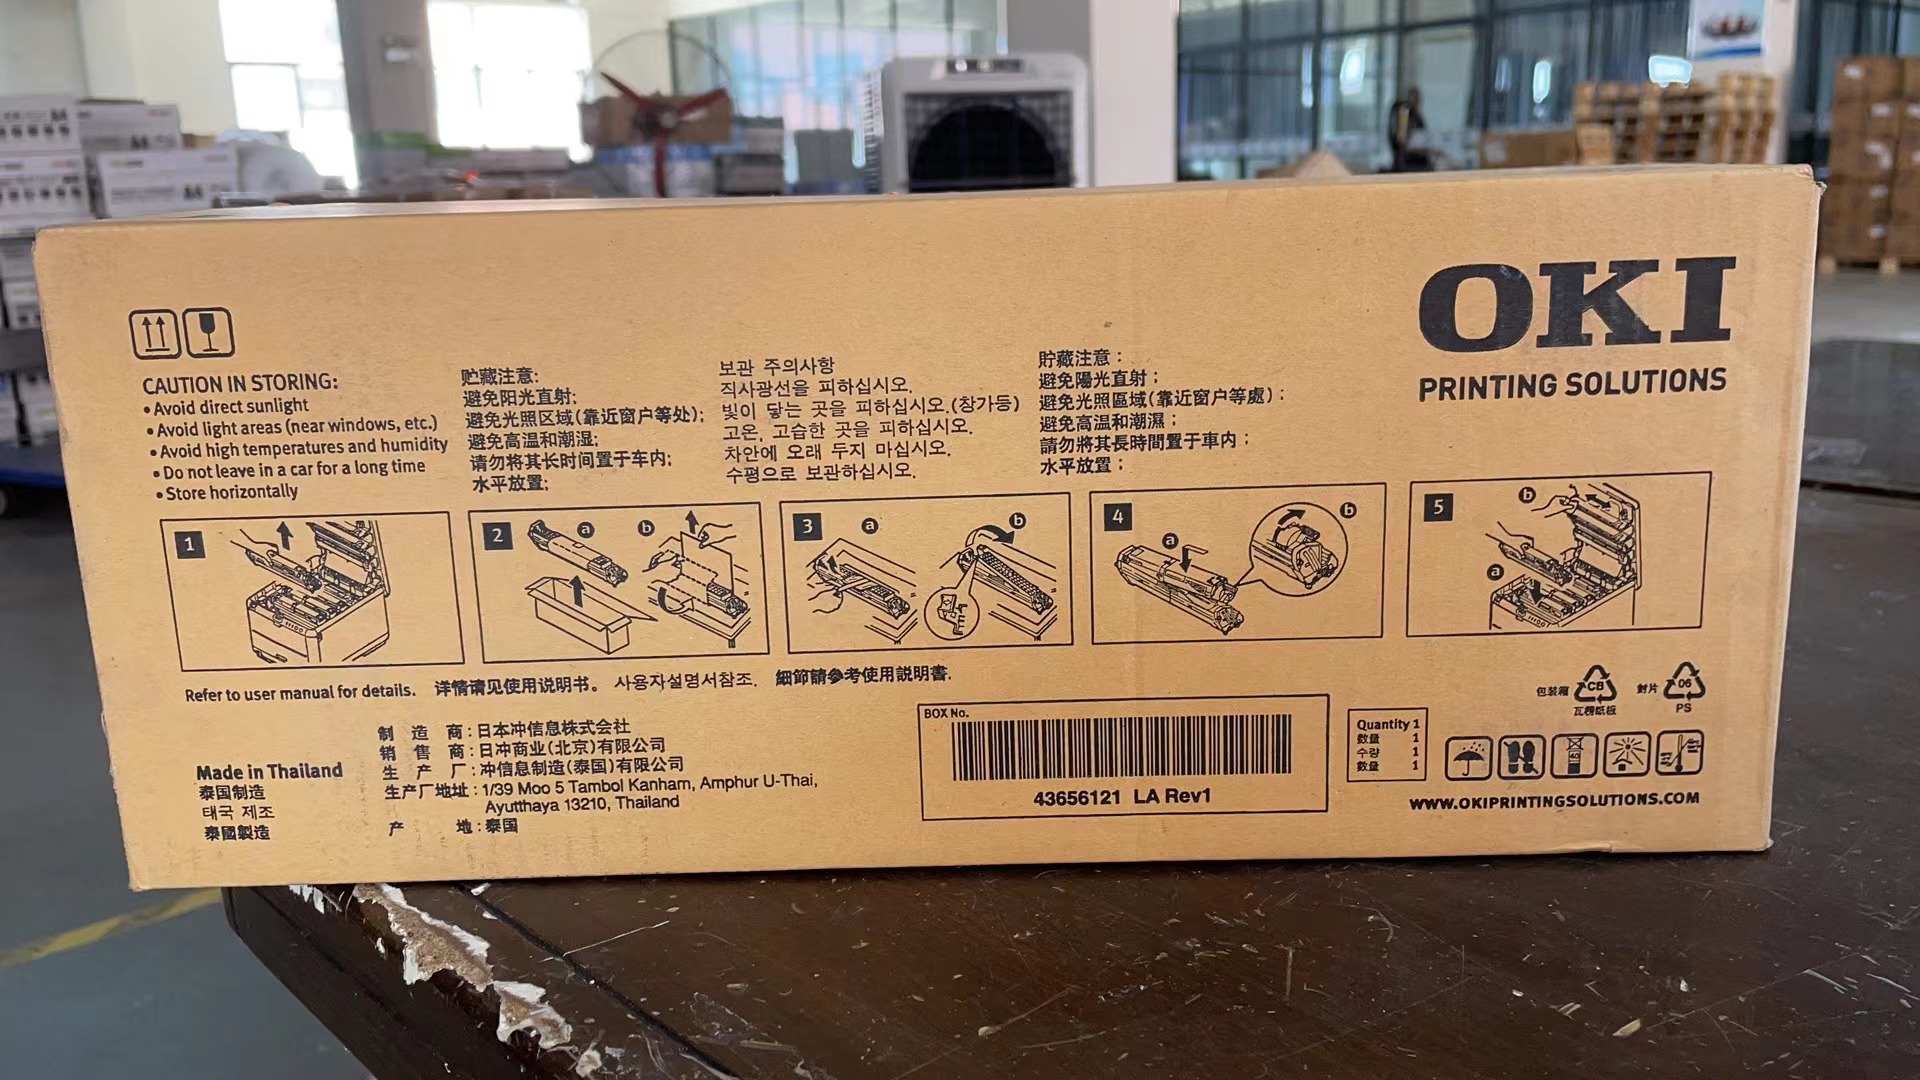 OKI
PRINTING SOLUTIONS
CAUTION IN STORING:
• Avoid direct sunlight
• Avoid light areas (near windows, etc.)
• Avoid high temperatures and humidity
• Do not leave in a car for a long time
• Store horizontally
贮藏注意:
避免阳光直射;
避免光照区域(靠近窗户等处);
避免高温和潮湿;
请勿将其长时间置于车内;
水平放置;
보관 주의사항
직사광선을 피하십시오.
빛이 닿는 곳을 피하십시오.(창가등)
고온, 고습한 곳을 피하십시오.
차안에 오래 두지 마십시오.
수평으로 보관하십시오.
貯藏注意：
避免陽光直射；
避免光照區域(靠近窗户等處)；
避免高温和潮濕；
請勿將其長時間置于車内；
水平放置；
1
2 a b
3 a b
4 a b
5 b a
Refer to user manual for details. 详情请见使用说明书。 사용자설명서참조. 細節請參考使用説明書.
Made in Thailand
泰国制造
태국 제조
泰國製造
制造商:日本冲信息株式会社
销售商:日冲商业(北京)有限公司
生产厂:冲信息制造(泰国)有限公司
生产厂地址:1/39 Moo 5 Tambol Kanham, Amphur U-Thai,
Ayutthaya 13210, Thailand
产地:泰国
BOX No.
43656121 LA Rev1
Quantity 1
数量 1
수량 1
數量 1
包装箱 CB
瓦楞纸板
封片 06
PS
40
WWW.OKIPRINTINGSOLUTIONS.COM
A4
A4